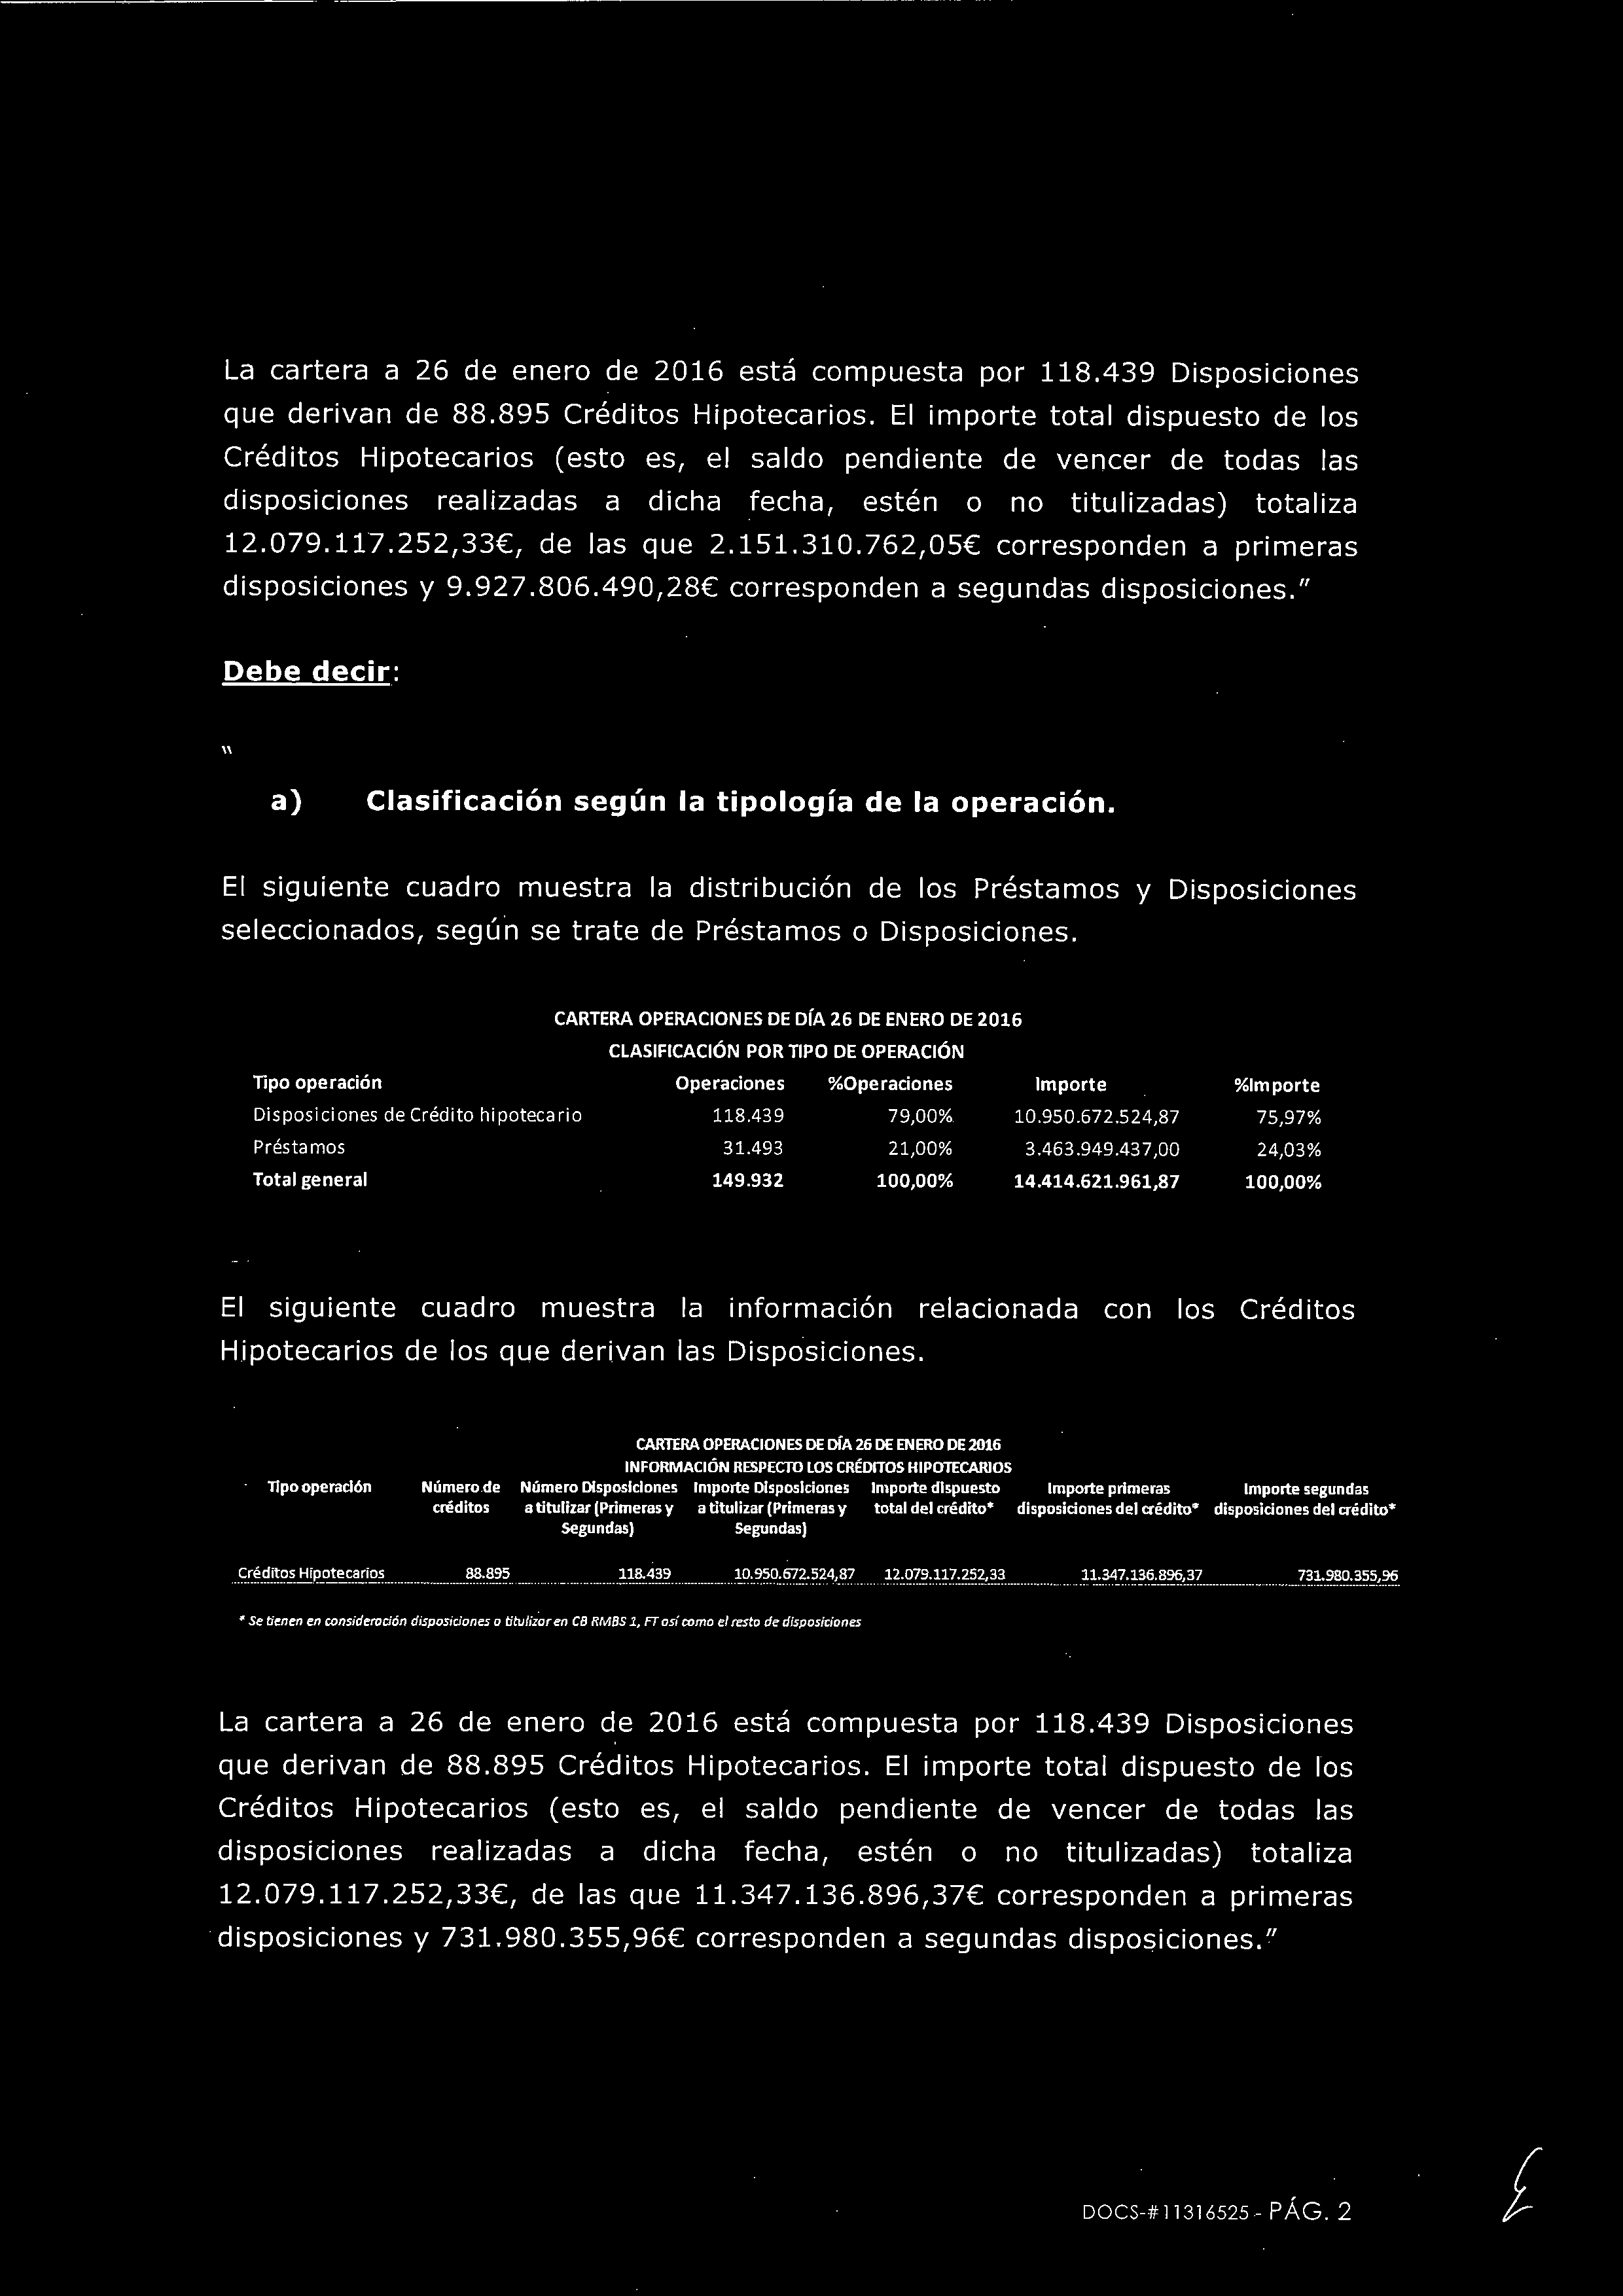 La cartera a 26 de enero de 2016 está compuesta por 118.439 Disposiciones
que derivan de 88.895 Créditos Hipotecarios. El importe total dispuesto de los
Créditos Hipotecarios (esto es, el saldo pendiente de vencer de todas las
disposiciones realizadas a dicha fecha, estén o no titulizadas) totaliza
12.079.117.252,33€, de las que 2.151.310.762,05€ corresponden a primeras
disposiciones y 9.927.806.490,28€ corresponden a segundas disposiciones."
Debe decir:
"
a) Clasificación según la tipología de la operación.
El siguiente cuadro muestra la distribución de los Préstamos y Disposiciones
seleccionados, según se trate de Préstamos o Disposiciones.
CARTERA OPERACIONES DE DÍA 26 DE ENERO DE 2016
CLASIFICACIÓN POR TIPO DE OPERACIÓN
Tipo operación Operaciones %Operaciones Importe %Importe
Disposiciones de Crédito hipotecario 118.439 79,00% 10.950.672.524,87 75,97%
Préstamos 31.493 21,00% 3.463.949.437,00 24,03%
Total general 149.932 100,00% 14.414.621.961,87 100,00%
El siguiente cuadro muestra la información relacionada con los Créditos
Hipotecarios de los que derivan las Disposiciones.
CARTERA OPERACIONES DE DÍA 26 DE ENERO DE 2016
INFORMACIÓN RESPECTO LOS CRÉDITOS HIPOTECARIOS
Tipo operación Número de Número Disposiciones Importe Disposiciones Importe dispuesto Importe primeras Importe segundas
créditos a titulizar (Primeras y a titulizar (Primeras y total del crédito* disposiciones del crédito* disposiciones del crédito*
Segundas) Segundas)
Créditos Hipotecarios 88.895 118.439 10.950.672.524,87 12.079.117.252,33 11.347.136.896,37 731.980.355,96
* Se tienen en consideración disposiciones a titulizar en CB RMBS 1, FT así como el resto de disposiciones
La cartera a 26 de enero de 2016 está compuesta por 118.439 Disposiciones
que derivan de 88.895 Créditos Hipotecarios. El importe total dispuesto de los
Créditos Hipotecarios (esto es, el saldo pendiente de vencer de todas las
disposiciones realizadas a dicha fecha, estén o no titulizadas) totaliza
12.079.117.252,33€, de las que 11.347.136.896,37€ corresponden a primeras
disposiciones y 731.980.355,96€ corresponden a segundas disposiciones."
DOCS-#11316525 - PÁG. 2